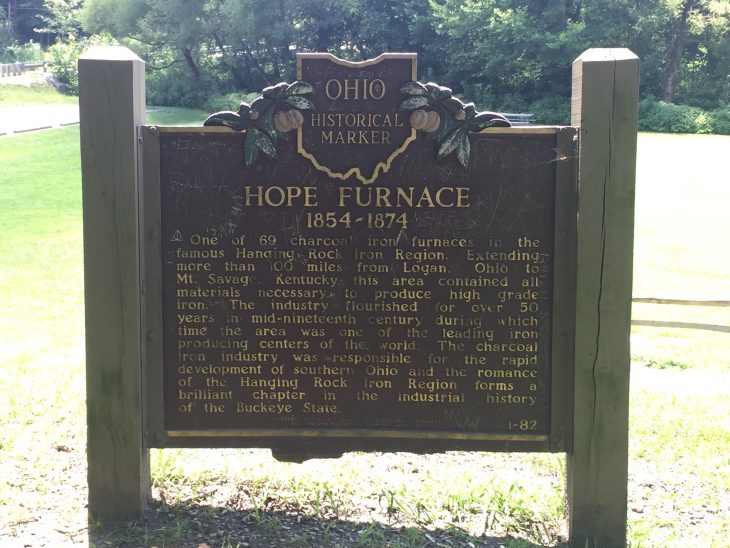 OHIO
HISTORICAL
MARKER
HOPE FURNACE
1854-1874
One of 69 charcoal iron furnaces in the
famous Hanging Rock Iron Region. Extending
more than 100 miles from Logan, Ohio to
Mt. Savage, Kentucky this area contained all
materials necessary to produce high grade
iron. The industry flourished for over 50
years in mid-nineteenth century during which
time the area was one of the leading iron
producing centers of the world. The charcoal
iron industry was responsible for the rapid
development of southern Ohio and the romance
of the Hanging Rock Iron Region forms a
brilliant chapter in the industrial history
of the Buckeye State.
1-82